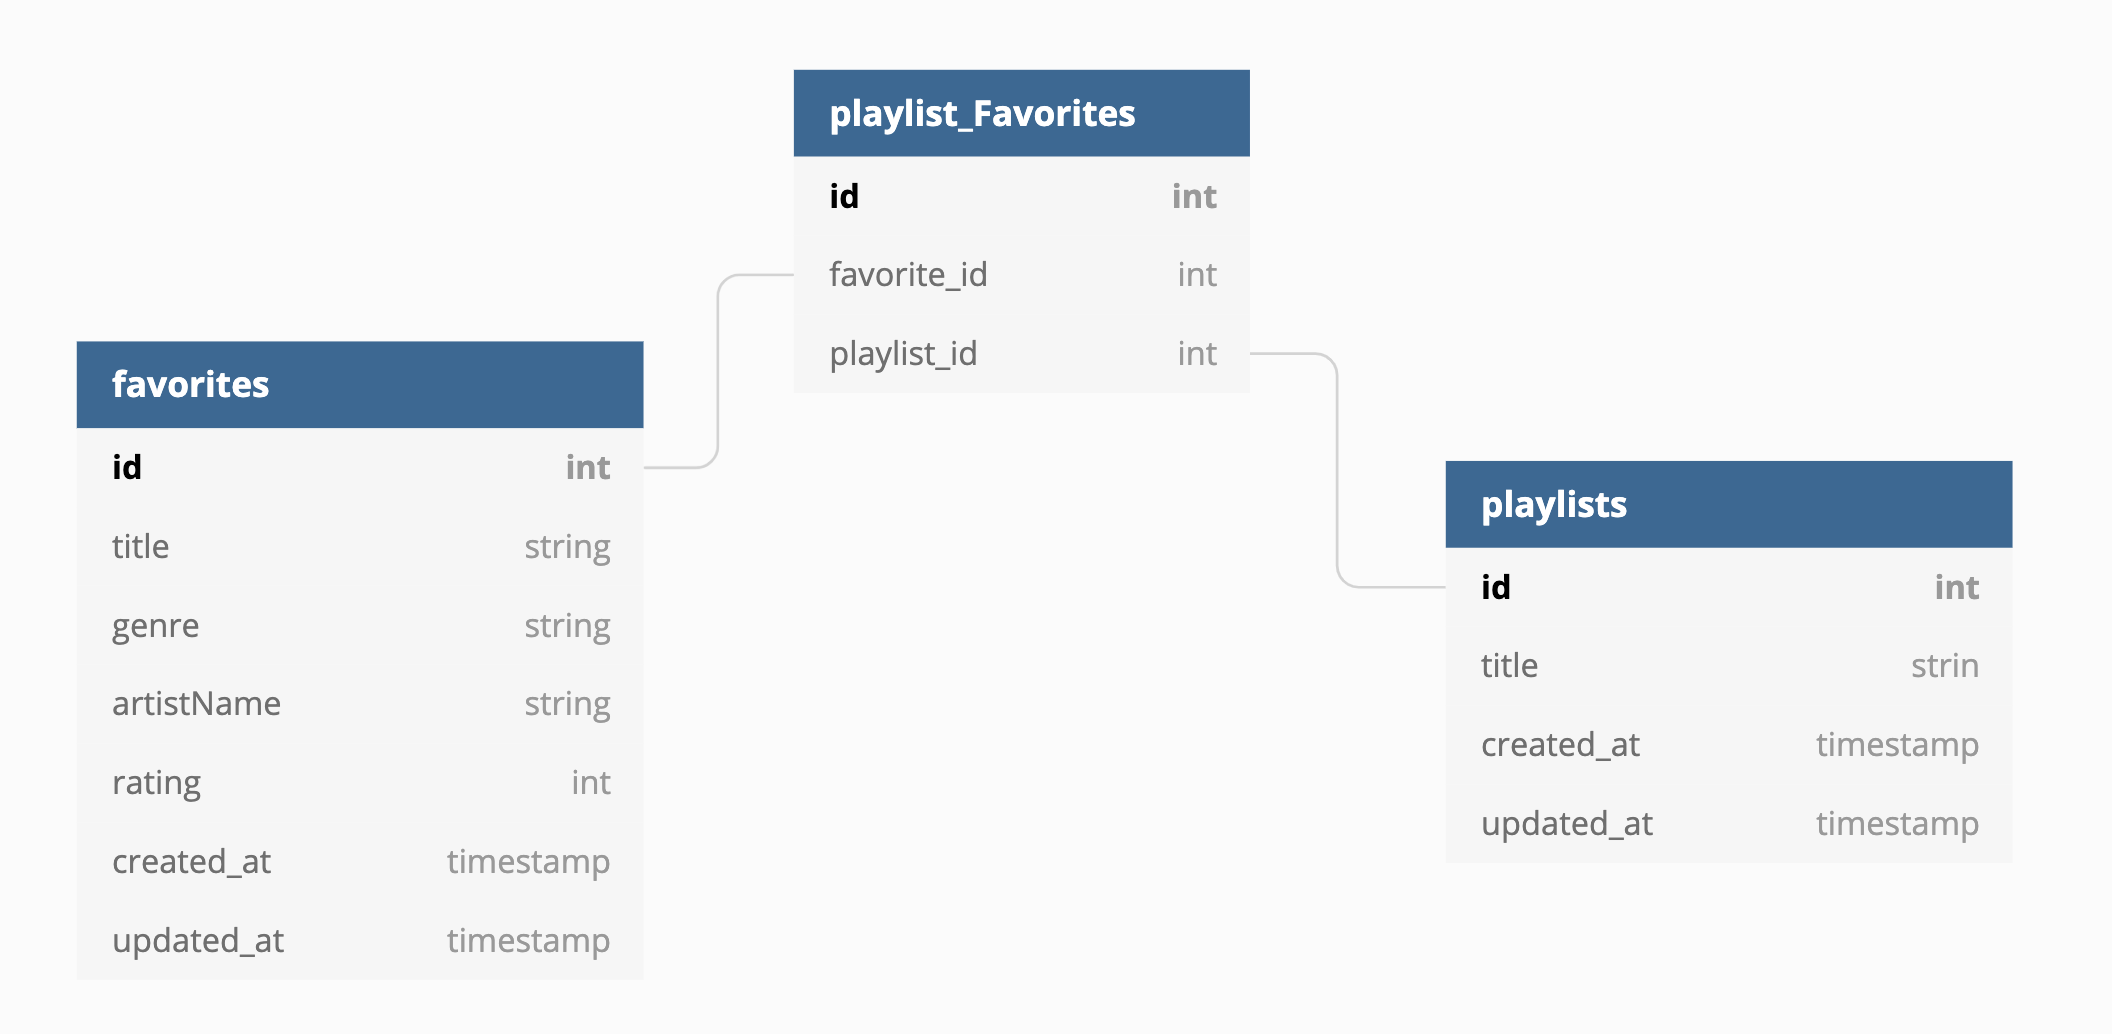 playlist_Favorites
id int
favorite_id int
playlist_id int
favorites
id int
title string
genre string
artistName string
rating int
created_at timestamp
updated_at timestamp
playlists
id int
title strin
created_at timestamp
updated_at timestamp